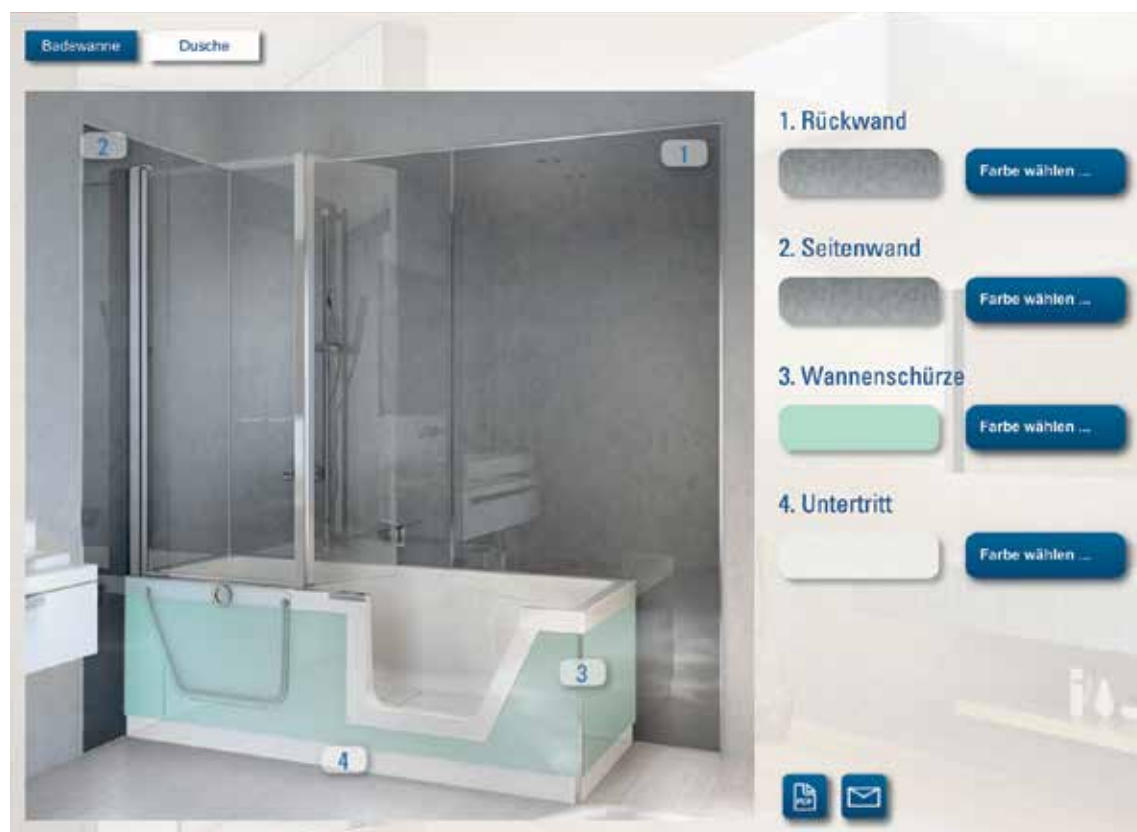 Badewanne
Dusche
2
1
3
4
1. Rückwand
Farbe wählen ...
2. Seitenwand
Farbe wählen ...
3. Wannenschürze
Farbe wählen ...
4. Untertritt
Farbe wählen ...
PDF